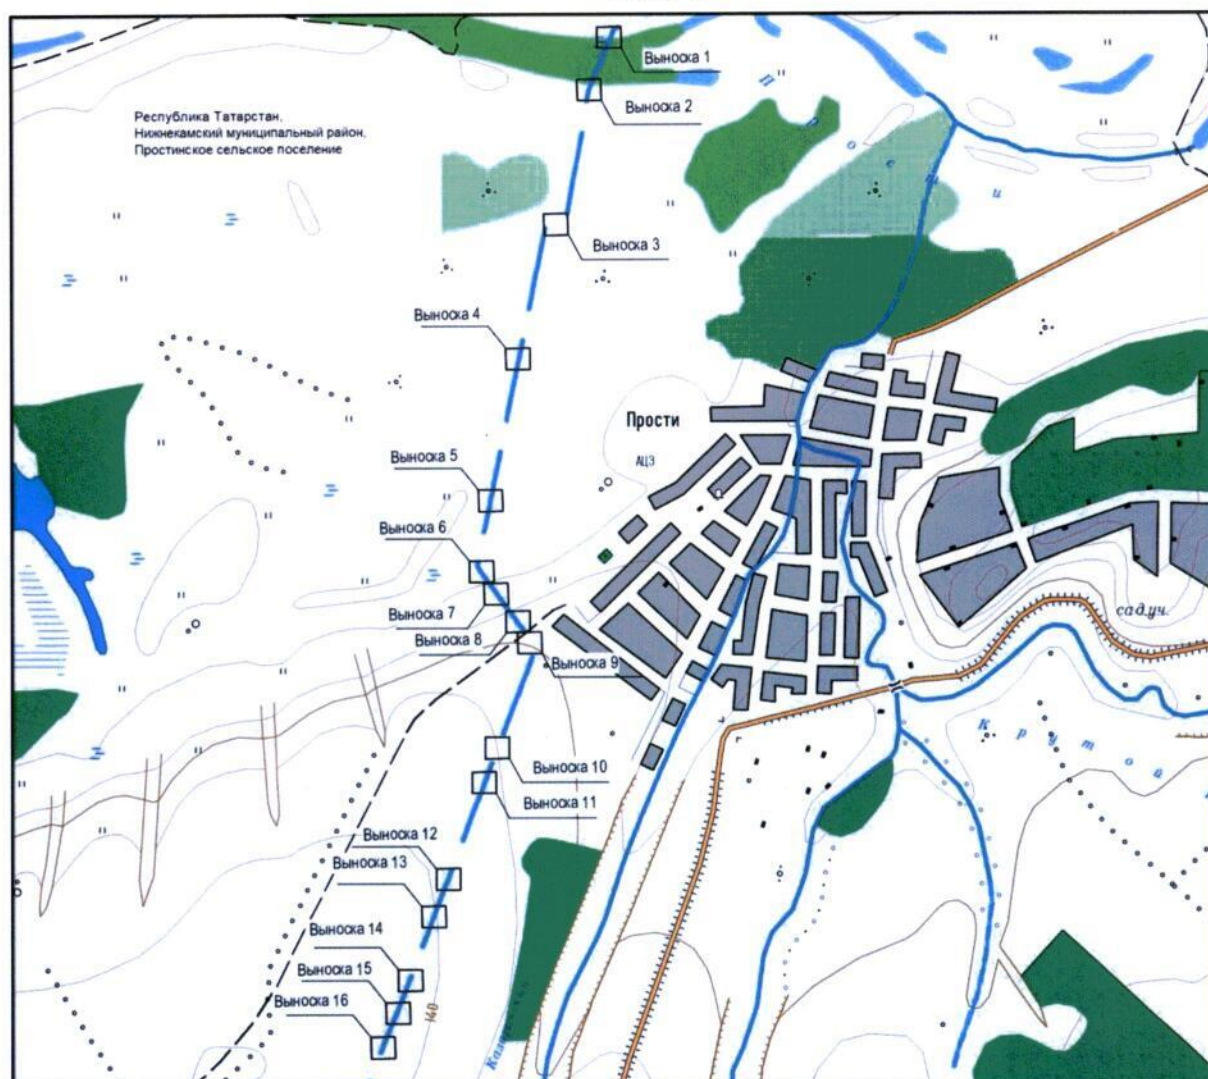 Выноска 1
Выноска 2
Республика Татарстан,
Нижнекамский муниципальный район,
Простинское сельское поселение
Прости
Выноска 3
Выноска 4
Прости
АЦЗ
Выноска 5
Выноска 6
Выноска 7
Выноска 8
Выноска 9
сад.уч.
Крутой
Выноска 10
Выноска 11
Выноска 12
Выноска 13
Выноска 14
Выноска 15
Выноска 16
140